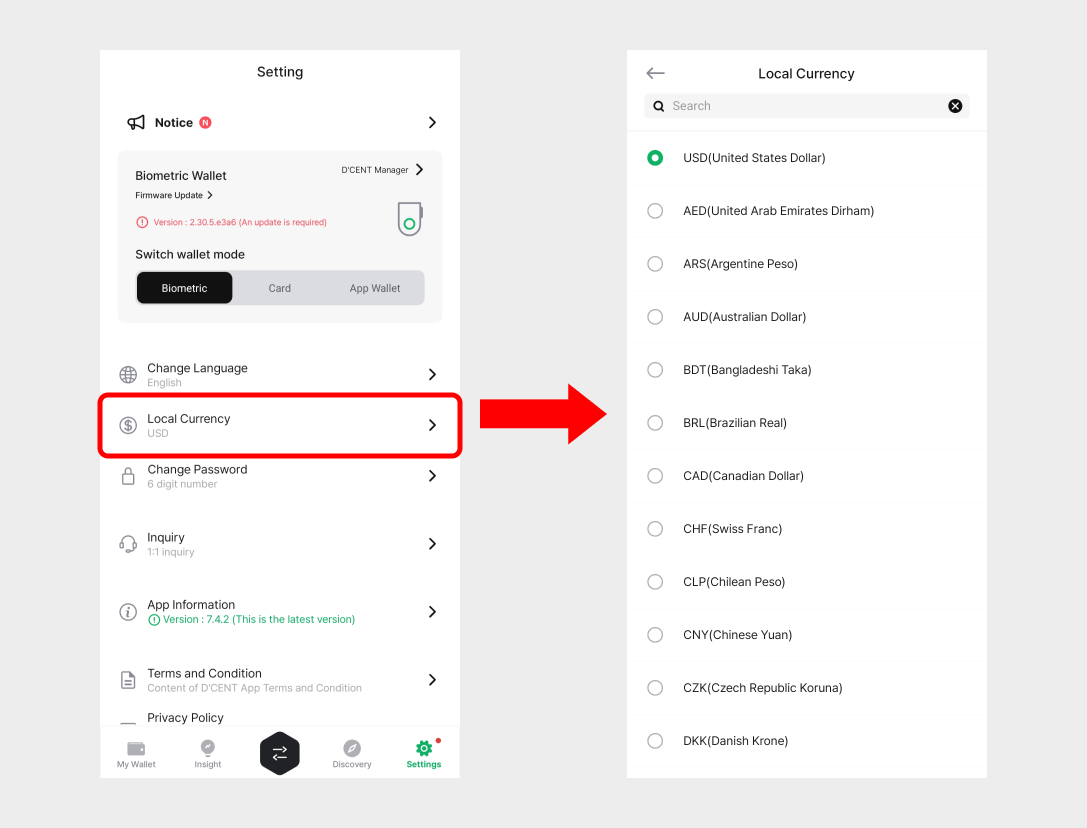 Setting
Notice N
Biometric Wallet
D'CENT Manager
Firmware Update
Version : 2.30.5.e3a6 (An update is required)
Switch wallet mode
Biometric Card App Wallet
Change Language
English
Local Currency
USD
Change Password
6 digit number
Inquiry
1:1 inquiry
App Information
Version : 7.4.2 (This is the latest version)
Terms and Condition
Content of D'CENT App Terms and Condition
Privacy Policy
My Wallet Insight Discovery Settings
Local Currency
Search
USD(United States Dollar)
AED(United Arab Emirates Dirham)
ARS(Argentine Peso)
AUD(Australian Dollar)
BDT(Bangladeshi Taka)
BRL(Brazilian Real)
CAD(Canadian Dollar)
CHF(Swiss Franc)
CLP(Chilean Peso)
CNY(Chinese Yuan)
CZK(Czech Republic Koruna)
DKK(Danish Krone)